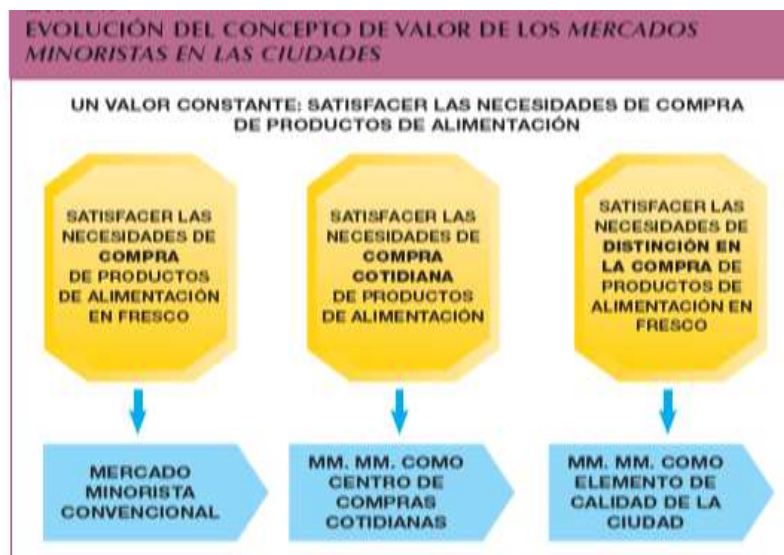 EVOLUCIÓN DEL CONCEPTO DE VALOR DE LOS MERCADOS
MINORISTAS EN LAS CIUDADES
UN VALOR CONSTANTE: SATISFACER LAS NECESIDADES DE COMPRA
DE PRODUCTOS DE ALIMENTACIÓN
SATISFACER LAS
NECESIDADES DE
COMPRA
DE PRODUCTOS
DE ALIMENTACIÓN
EN FRESCO
SATISFACER LAS
NECESIDADES DE
COMPRA
COTIDIANA
DE PRODUCTOS
DE ALIMENTACIÓN
SATISFACER LAS
NECESIDADES DE
DISTINCIÓN EN
LA COMPRA DE
PRODUCTOS DE
ALIMENTACIÓN EN
FRESCO
MERCADO
MINORISTA
CONVENCIONAL
MM. MM. COMO
CENTRO DE
COMPRAS
COTIDIANAS
MM. MM. COMO
ELEMENTO DE
CALIDAD DE LA
CIUDAD